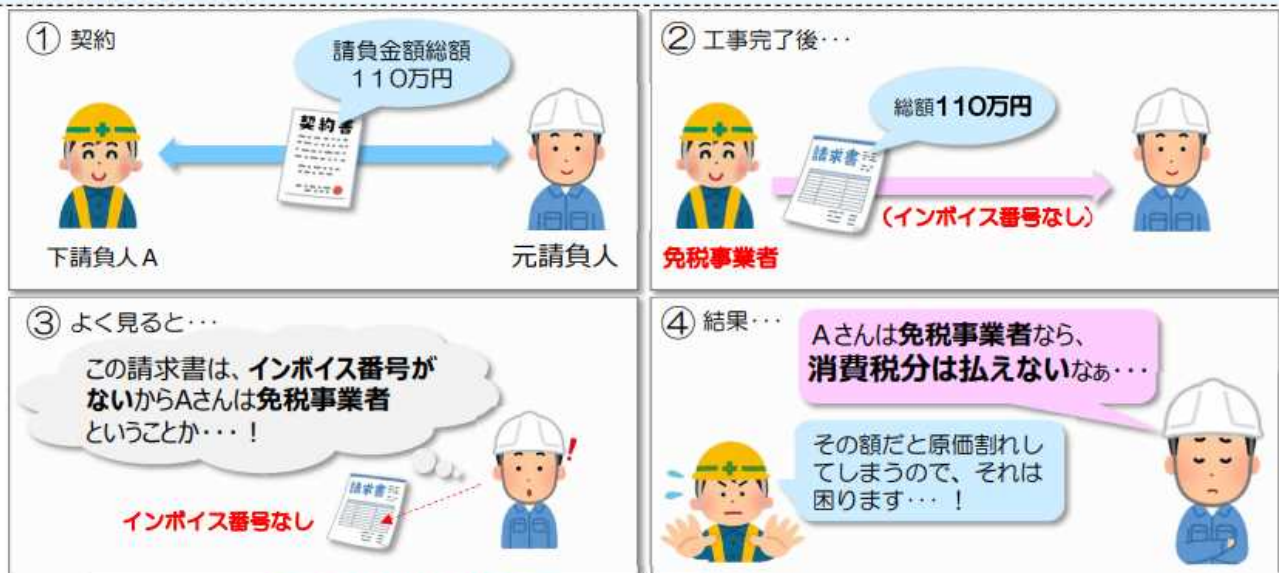 ① 契約
請負金額総額
110万円
契約書
下請負人A
元請負人
② 工事完了後・・・
総額110万円
請求書
(インボイス番号なし)
免税事業者
③ よく見ると・・・
この請求書は、インボイス番号が
ないからAさんは免税事業者
ということか・・・！
!
請求書
インボイス番号なし
④ 結果・・・
Aさんは免税事業者なら、
消費税分は払えないなぁ・・・
その額だと原価割れし
てしまうので、それは
困ります・・・！